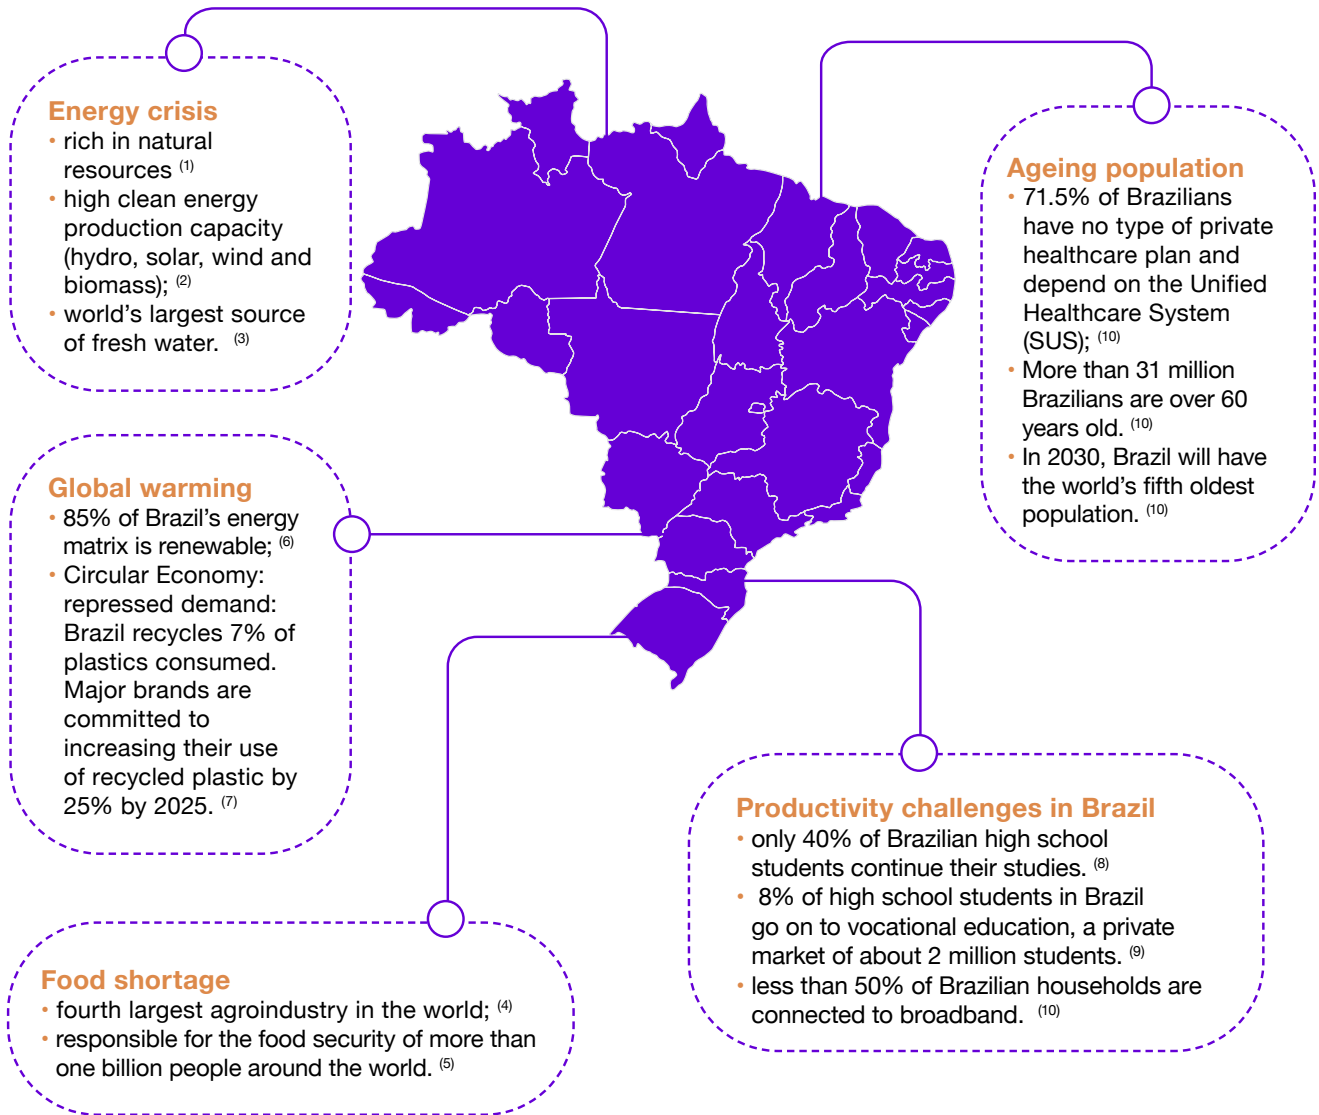 Energy crisis
• rich in natural
resources (1)
• high clean energy
production capacity
(hydro, solar, wind and
biomass); (2)
• world's largest source
of fresh water. (3)
Ageing population
• 71.5% of Brazilians
have no type of private
healthcare plan and
depend on the Unified
Healthcare System
(SUS); (10)
• More than 31 million
Brazilians are over 60
years old. (10)
• In 2030, Brazil will have
the world's fifth oldest
population. (10)
Global warming
• 85% of Brazil's energy
matrix is renewable; (6)
• Circular Economy:
repressed demand:
Brazil recycles 7% of
plastics consumed.
Major brands are
committed to
increasing their use
of recycled plastic by
25% by 2025. (7)
Productivity challenges in Brazil
• only 40% of Brazilian high school
students continue their studies. (8)
• 8% of high school students in Brazil
go on to vocational education, a private
market of about 2 million students. (9)
• less than 50% of Brazilian households are
connected to broadband. (10)
Food shortage
• fourth largest agroindustry in the world; (4)
• responsible for the food security of more than
one billion people around the world. (5)